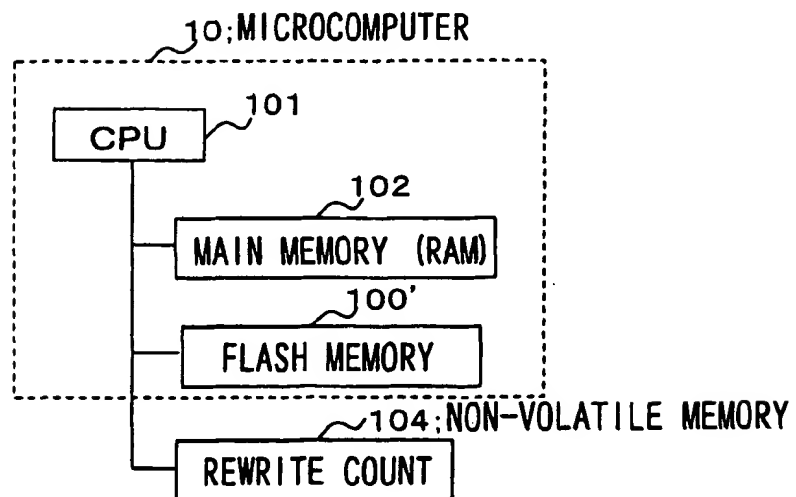 10;MICROCOMPUTER
101
CPU
102
MAIN MEMORY (RAM)
100'
FLASH MEMORY
104;NON-VOLATILE MEMORY
REWRITE COUNT